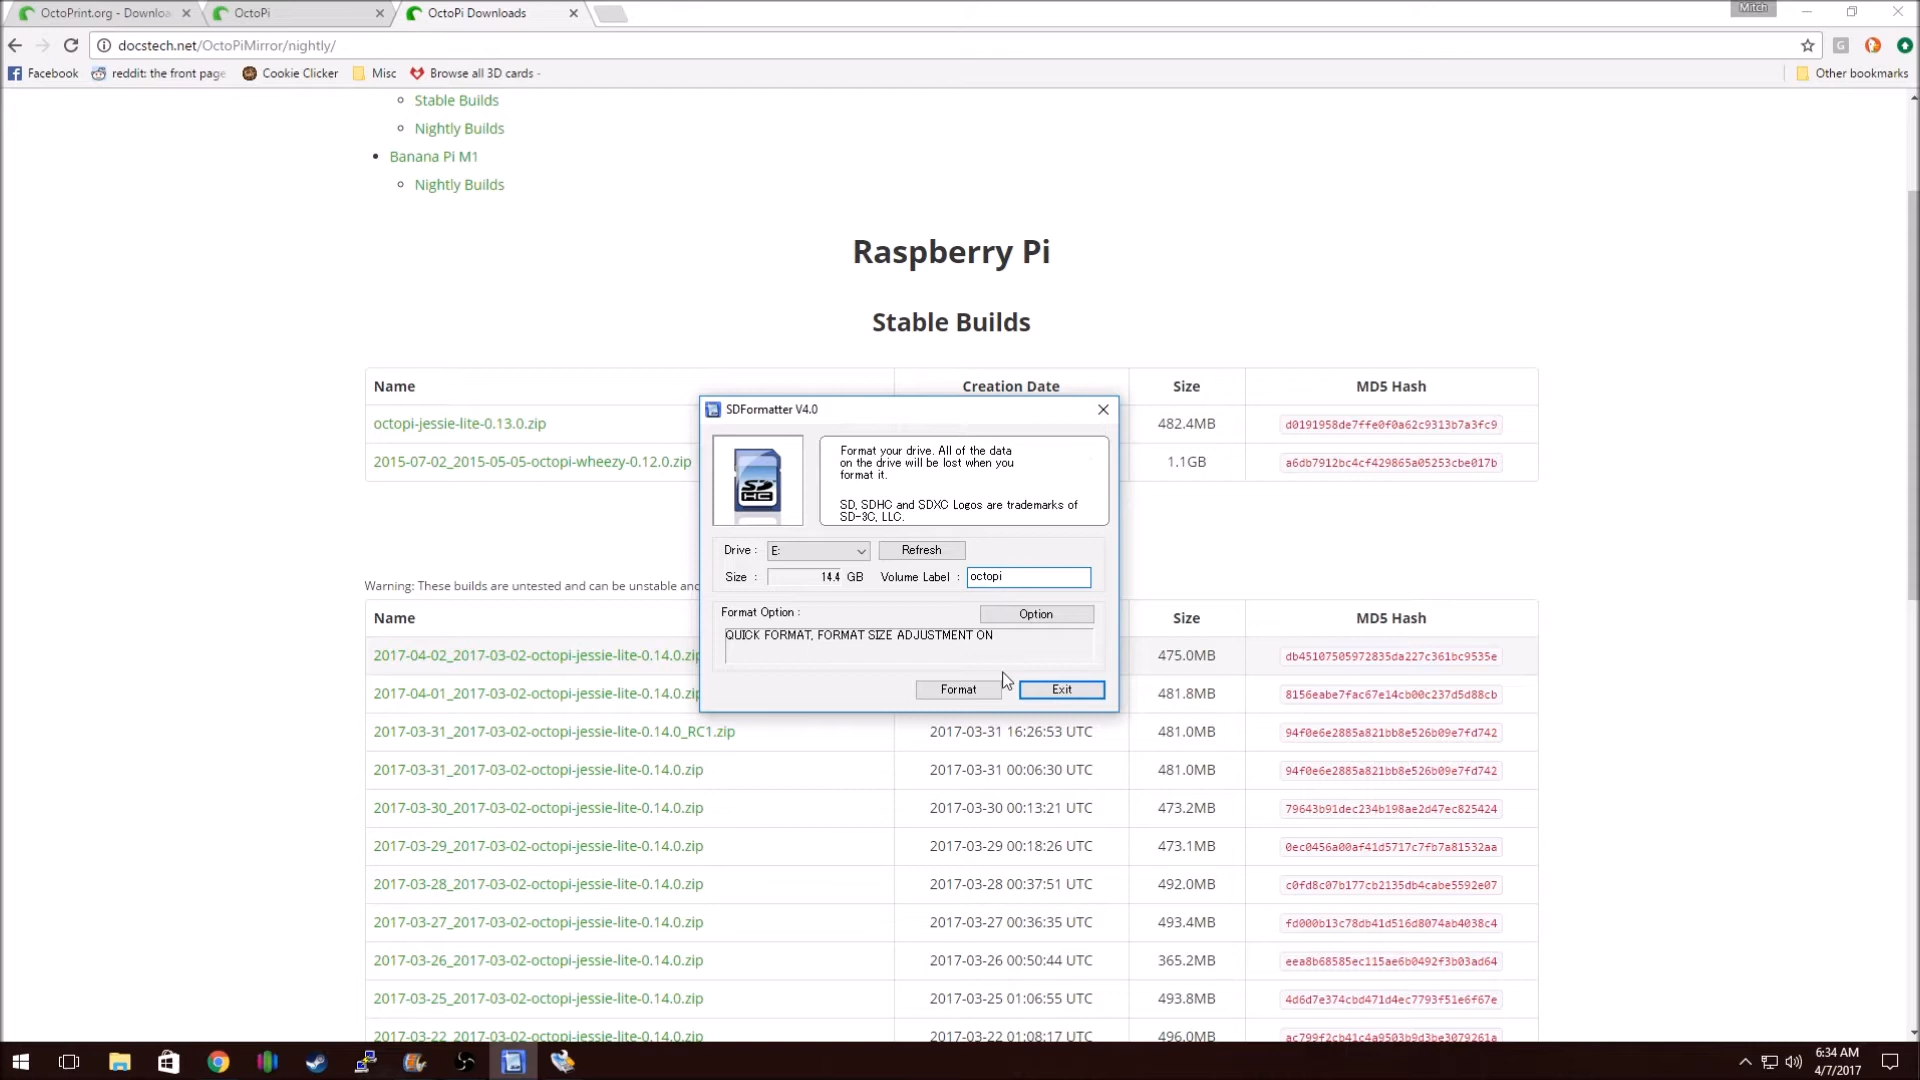 OctoPrint.org - Downloa
OctoPi
OctoPi Downloads
Mitch
docstech.net/OctoPiMirror/nightly/
Facebook
reddit: the front page
Cookie Clicker
Misc
Browse all 3D cards -
Other bookmarks
Stable Builds
Nightly Builds
Banana Pi M1
Nightly Builds
Raspberry Pi
Stable Builds
Name Creation Date Size MD5 Hash
octopi-jessie-lite-0.13.0.zip 482.4MB d0191958de7ffe0f0a62c9313b7a3fc9
2015-07-02_2015-05-05-octopi-wheezy-0.12.0.zip 1.1GB a6db7912bc4cf429865a05253cbe017b
SDFormatter V4.0
Format your drive. All of the data
on the drive will be lost when you
format it.
SD, SDHC and SDXC Logos are trademarks of
SD-3C, LLC.
Drive : E: Refresh
Size : 14.4 GB Volume Label : octopi
Format Option :
Option
QUICK FORMAT, FORMAT SIZE ADJUSTMENT ON
Format Exit
Warning: These builds are untested and can be unstable and
Name Size MD5 Hash
2017-04-02_2017-03-02-octopi-jessie-lite-0.14.0.zip 475.0MB db45107505972835da227c361bc9535e
2017-04-01_2017-03-02-octopi-jessie-lite-0.14.0.zip 481.8MB 8156eabe7fac67e14cb00c237d5d88cb
2017-03-31_2017-03-02-octopi-jessie-lite-0.14.0_RC1.zip 2017-03-31 16:26:53 UTC 481.0MB 94f0e6e2885a821bb8e526b09e7fd742
2017-03-31_2017-03-02-octopi-jessie-lite-0.14.0.zip 2017-03-31 00:06:30 UTC 481.0MB 94f0e6e2885a821bb8e526b09e7fd742
2017-03-30_2017-03-02-octopi-jessie-lite-0.14.0.zip 2017-03-30 00:13:21 UTC 473.2MB 79643b91dec234b198ae2d47ec825424
2017-03-29_2017-03-02-octopi-jessie-lite-0.14.0.zip 2017-03-29 00:18:26 UTC 473.1MB 0ec0456a00af41d5717c7fb7a81532aa
2017-03-28_2017-03-02-octopi-jessie-lite-0.14.0.zip 2017-03-28 00:37:51 UTC 492.0MB c0fd8c07b177cb2135db4cabe5592e07
2017-03-27_2017-03-02-octopi-jessie-lite-0.14.0.zip 2017-03-27 00:36:35 UTC 493.4MB fd000b13c78db41d516d8074ab4038c4
2017-03-26_2017-03-02-octopi-jessie-lite-0.14.0.zip 2017-03-26 00:50:44 UTC 365.2MB eea8b68585ec115ae6b0492f3b03ad64
2017-03-25_2017-03-02-octopi-jessie-lite-0.14.0.zip 2017-03-25 01:06:55 UTC 493.8MB 4d6d7e374cbd471d4ec7793f51e6f67e
2017-03-22_2017-03-02-octopi-jessie-lite-0.14.0.zip 2017-03-22 01:08:17 UTC 496.0MB ac799f2cb41c4a9503b9d3be3079261a
6:34 AM
4/7/2017